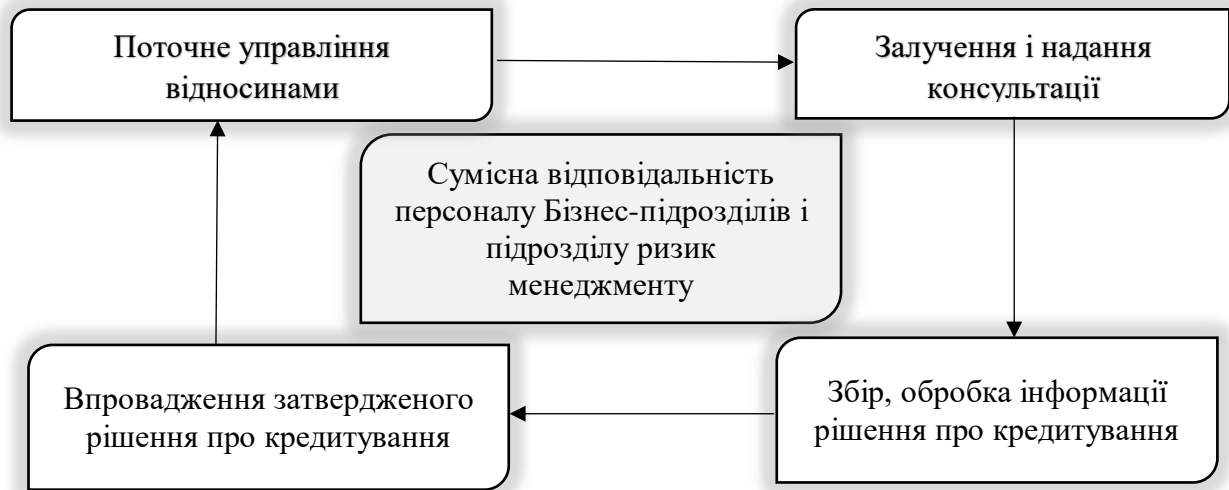 Поточне управління
відносинами
Залучення і надання
консультації
Сумісна відповідальність
персоналу Бізнес-підрозділів і
підрозділу ризик
менеджменту
Впровадження затвердженого
рішення про кредитування
Збір, обробка інформації
рішення про кредитування